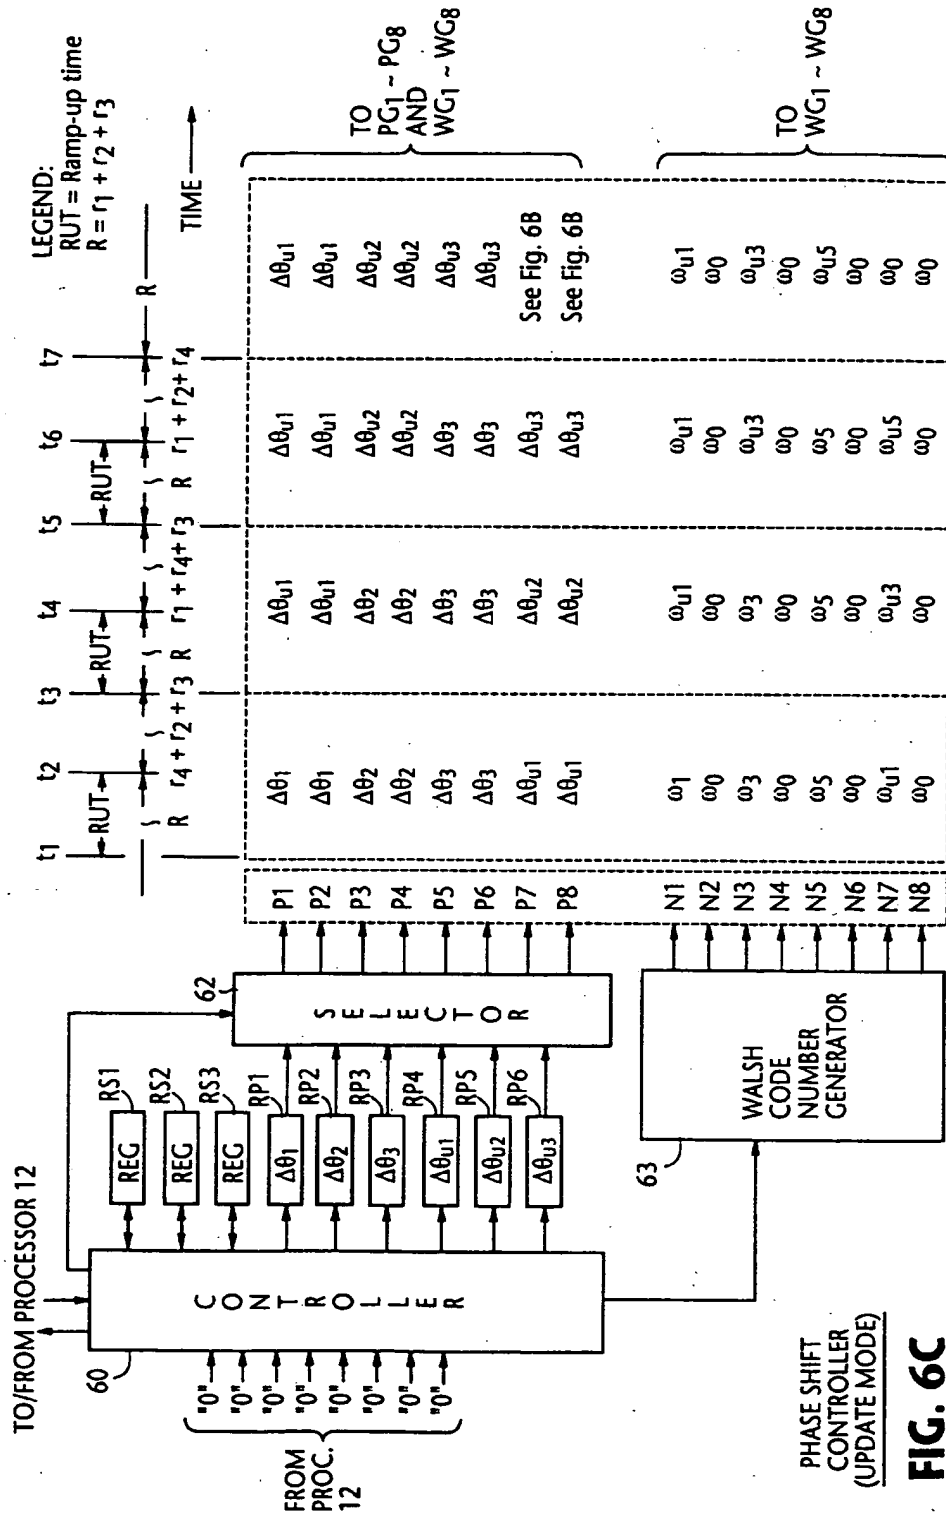 LEGEND:
RUT = Ramp-up time
R = r1 + r2 + r3
TIME
t1 t2 t3 t4 t5 t6 t7
RUT RUT RUT
R r4 + r2 + r3 R r1 + r4 + r3 R r1 + r2 + r4 R
TO/FROM PROCESSOR 12
60
CONTROLLER
FROM
PROC.
12
"0"
"0"
"0"
"0"
"0"
"0"
"0"
"0"
REG RS1
REG RS2
REG RS3
Δθ1 RP1
Δθ2 RP2
Δθ3 RP3
Δθu1 RP4
Δθu2 RP5
Δθu3 RP6
62
SELECTOR
63
WALSH
CODE
NUMBER
GENERATOR
P1 Δθ1 Δθu1 Δθu1 Δθu1
P2 Δθ1 Δθu1 Δθu1 Δθu1
P3 Δθ2 Δθ2 Δθu2 Δθu2
P4 Δθ2 Δθ2 Δθu2 Δθu2
P5 Δθ3 Δθ3 Δθ3 Δθu3
P6 Δθ3 Δθ3 Δθ3 Δθu3
P7 Δθu1 Δθu2 Δθu3 See Fig. 6B
P8 Δθu1 Δθu2 Δθu3 See Fig. 6B
TO
PG1 ~ PG8
AND
WG1 ~ WG8
N1 ω1 ωu1 ωu1 ωu1
N2 ω0 ω0 ω0 ω0
N3 ω3 ω3 ωu3 ωu3
N4 ω0 ω0 ω0 ω0
N5 ω5 ω5 ω5 ωu5
N6 ω0 ω0 ω0 ω0
N7 ωu1 ωu3 ωu5 ω0
N8 ω0 ω0 ω0 ω0
TO
WG1 ~ WG8
PHASE SHIFT
CONTROLLER
(UPDATE MODE)
FIG. 6C